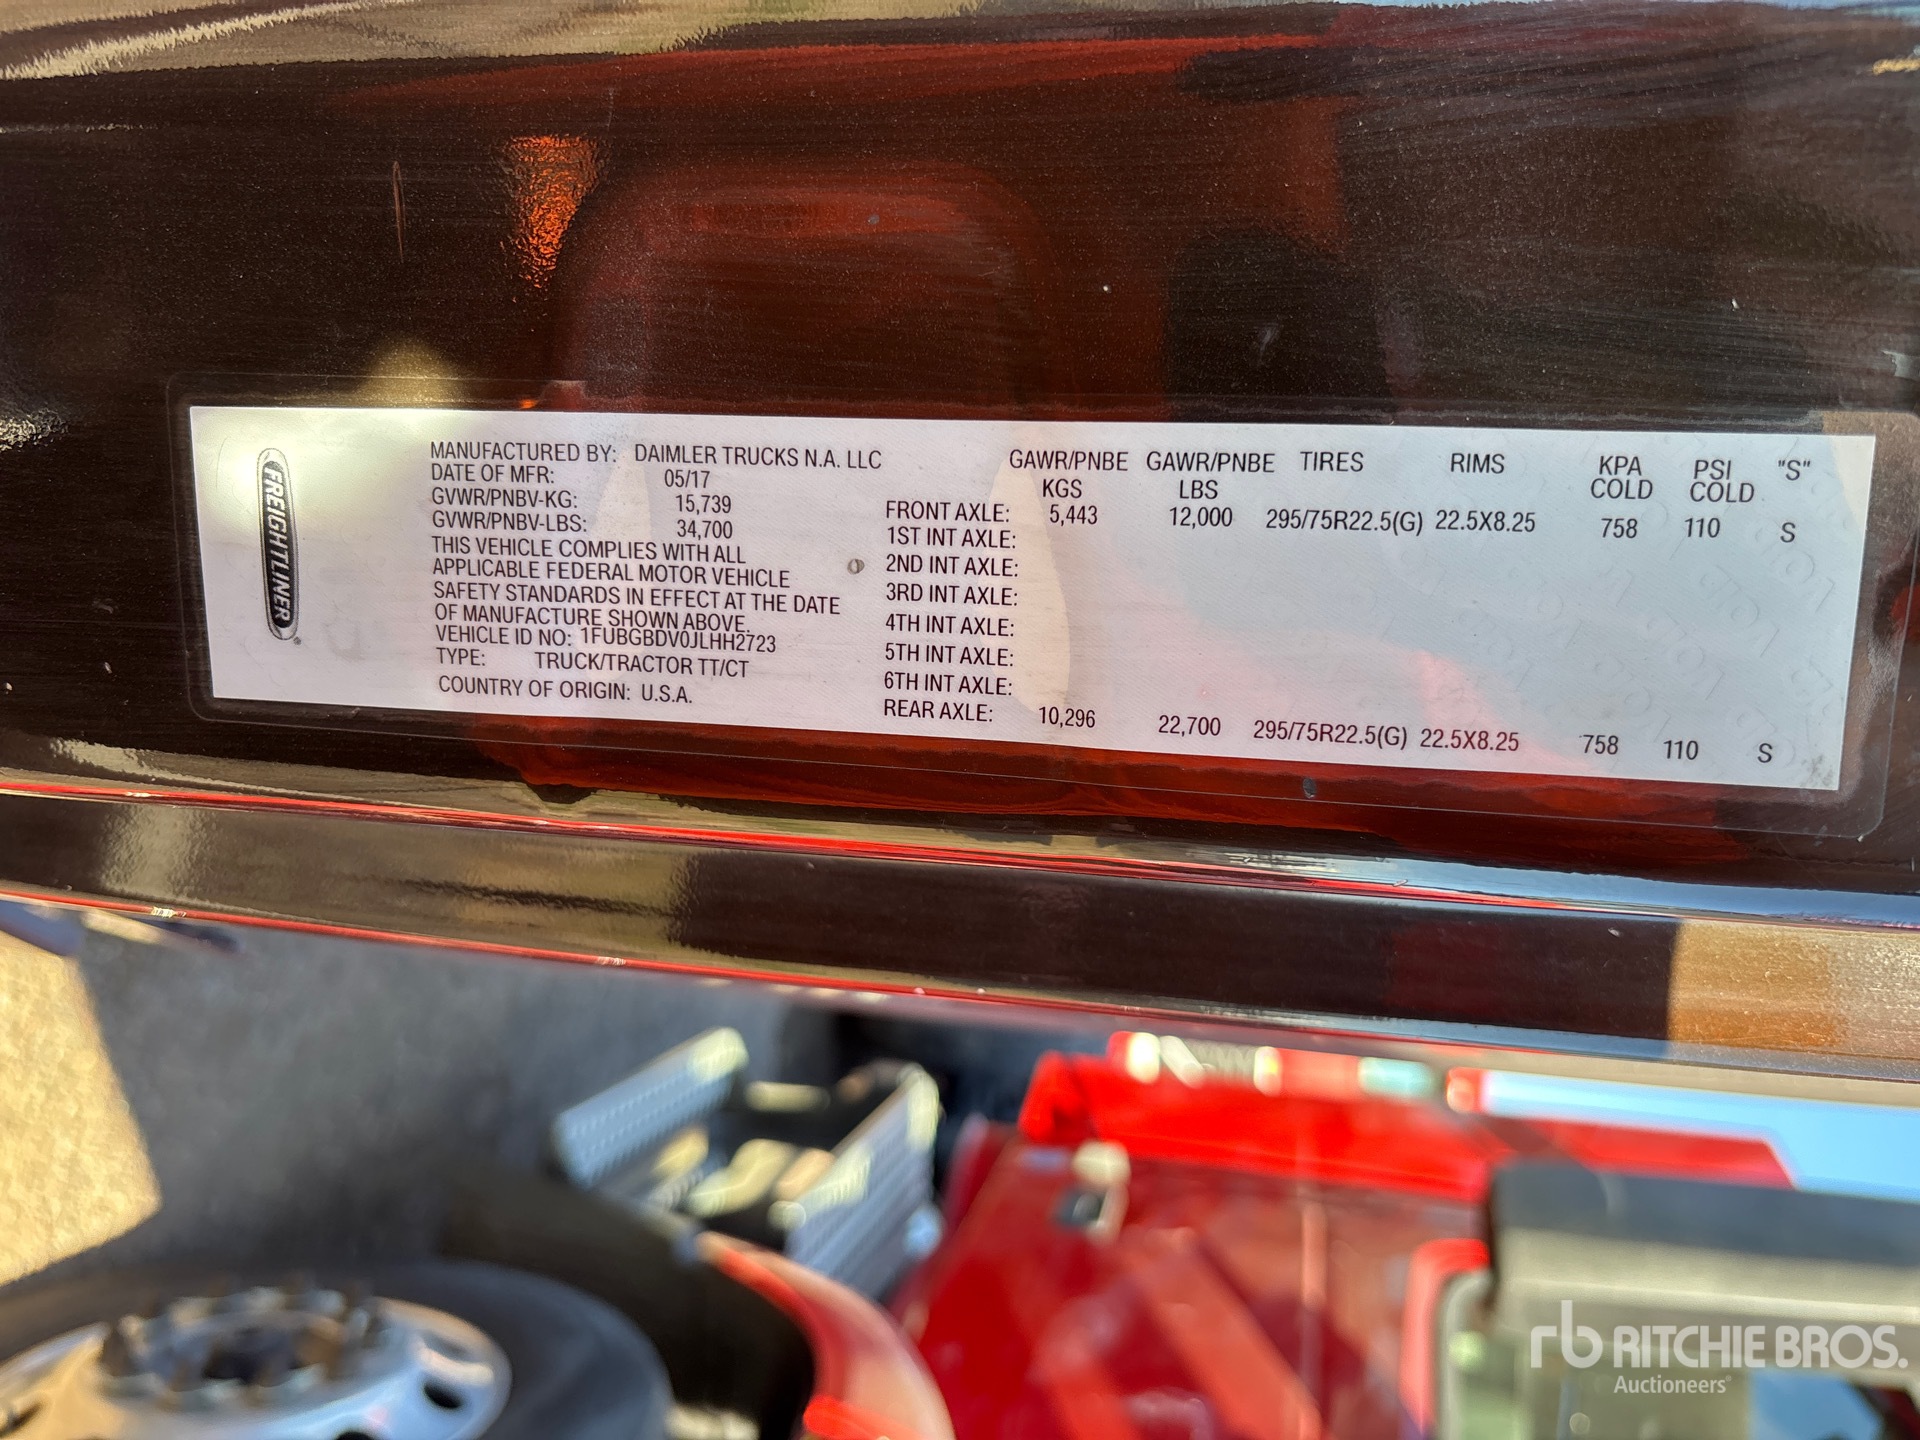 FREIGHTLINER®
MANUFACTURED BY: DAIMLER TRUCKS N.A. LLC
DATE OF MFR: 05/17
GVWR/PNBV-KG: 15,739
GVWR/PNBV-LBS: 34,700
THIS VEHICLE COMPLIES WITH ALL
APPLICABLE FEDERAL MOTOR VEHICLE
SAFETY STANDARDS IN EFFECT AT THE DATE
OF MANUFACTURE SHOWN ABOVE.
VEHICLE ID NO: 1FUBGBDV0JLHH2723
TYPE: TRUCK/TRACTOR TT/CT
COUNTRY OF ORIGIN: U.S.A.
GAWR/PNBE GAWR/PNBE TIRES RIMS KPA PSI "S"
KGS LBS COLD COLD
FRONT AXLE: 5,443 12,000 295/75R22.5(G) 22.5X8.25 758 110 S
1ST INT AXLE:
2ND INT AXLE:
3RD INT AXLE:
4TH INT AXLE:
5TH INT AXLE:
6TH INT AXLE:
REAR AXLE: 10,296 22,700 295/75R22.5(G) 22.5X8.25 758 110 S
rb RITCHIE BROS.
Auctioneers